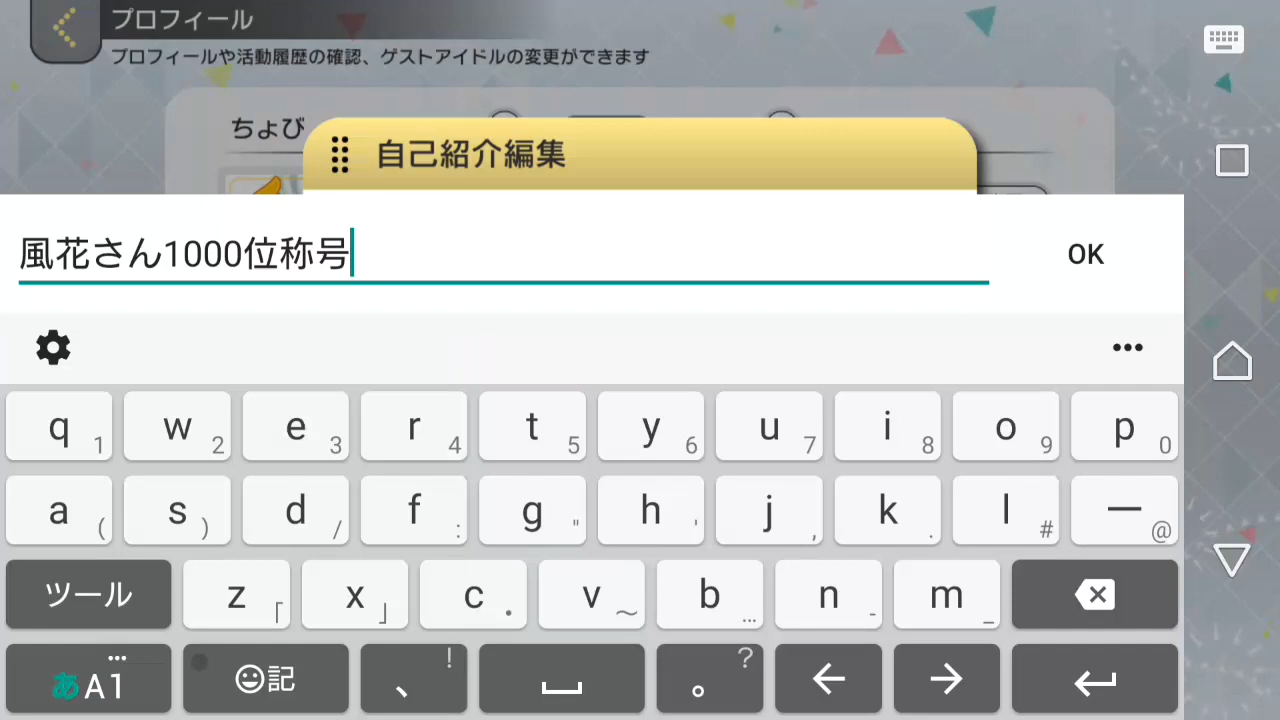 プロフィール
プロフィールや活動履歴の確認、ゲストアイドルの変更ができます
ちょび
自己紹介編集
風花さん1000位称号
OK
q 1 w 2 e 3 r 4 t 5 y 6 u 7 i 8 o 9 p 0
a ( s ) d / f : g " h ' j , k . l # ー @
ツール z 「 x 」 c ・ v ～ b … n - m _
あA1 記 、 ! 。 ?